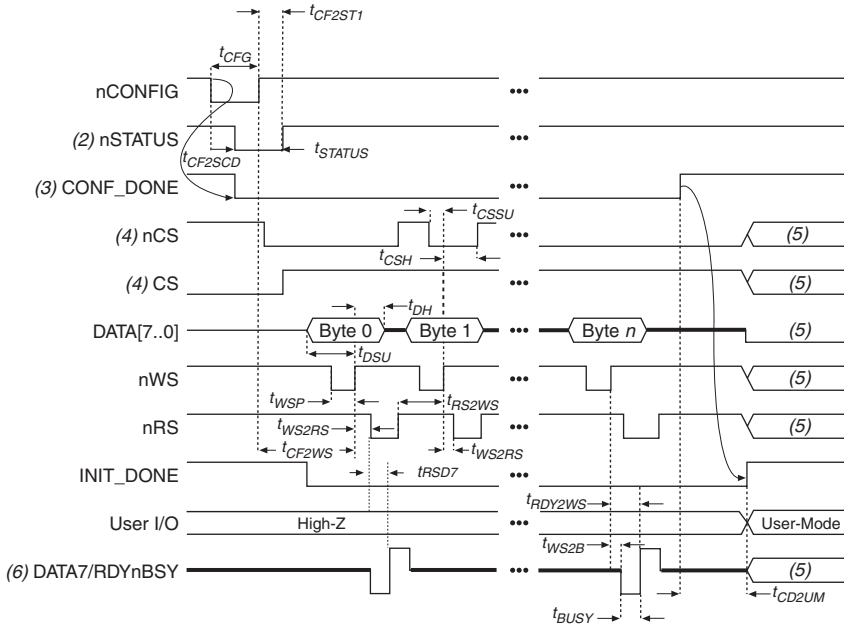 tCF2ST1
tCFG
nCONFIG
(2) nSTATUS
tSTATUS
tCF2SCD
(3) CONF_DONE
tCSSU
(4) nCS
(5)
tCSH
(4) CS
(5)
tDH
DATA[7..0]
Byte 0
Byte 1
Byte n
(5)
tDSU
nWS
(5)
tWSP
tRS2WS
nRS
(5)
tWS2RS
tCF2WS
tWS2RS
INIT_DONE
tRSD7
tRDY2WS
User I/O
High-Z
User-Mode
tWS2B
(6) DATA7/RDYnBSY
(5)
tCD2UM
tBUSY